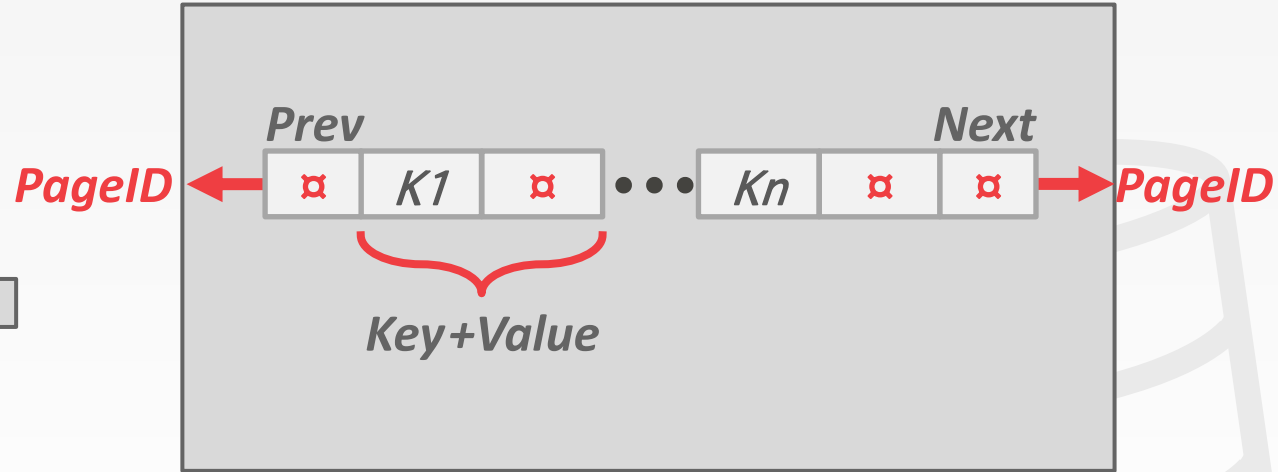 Prev Next
PageID ¤ K1 ¤ ••• Kn ¤ ¤ PageID
Key+Value